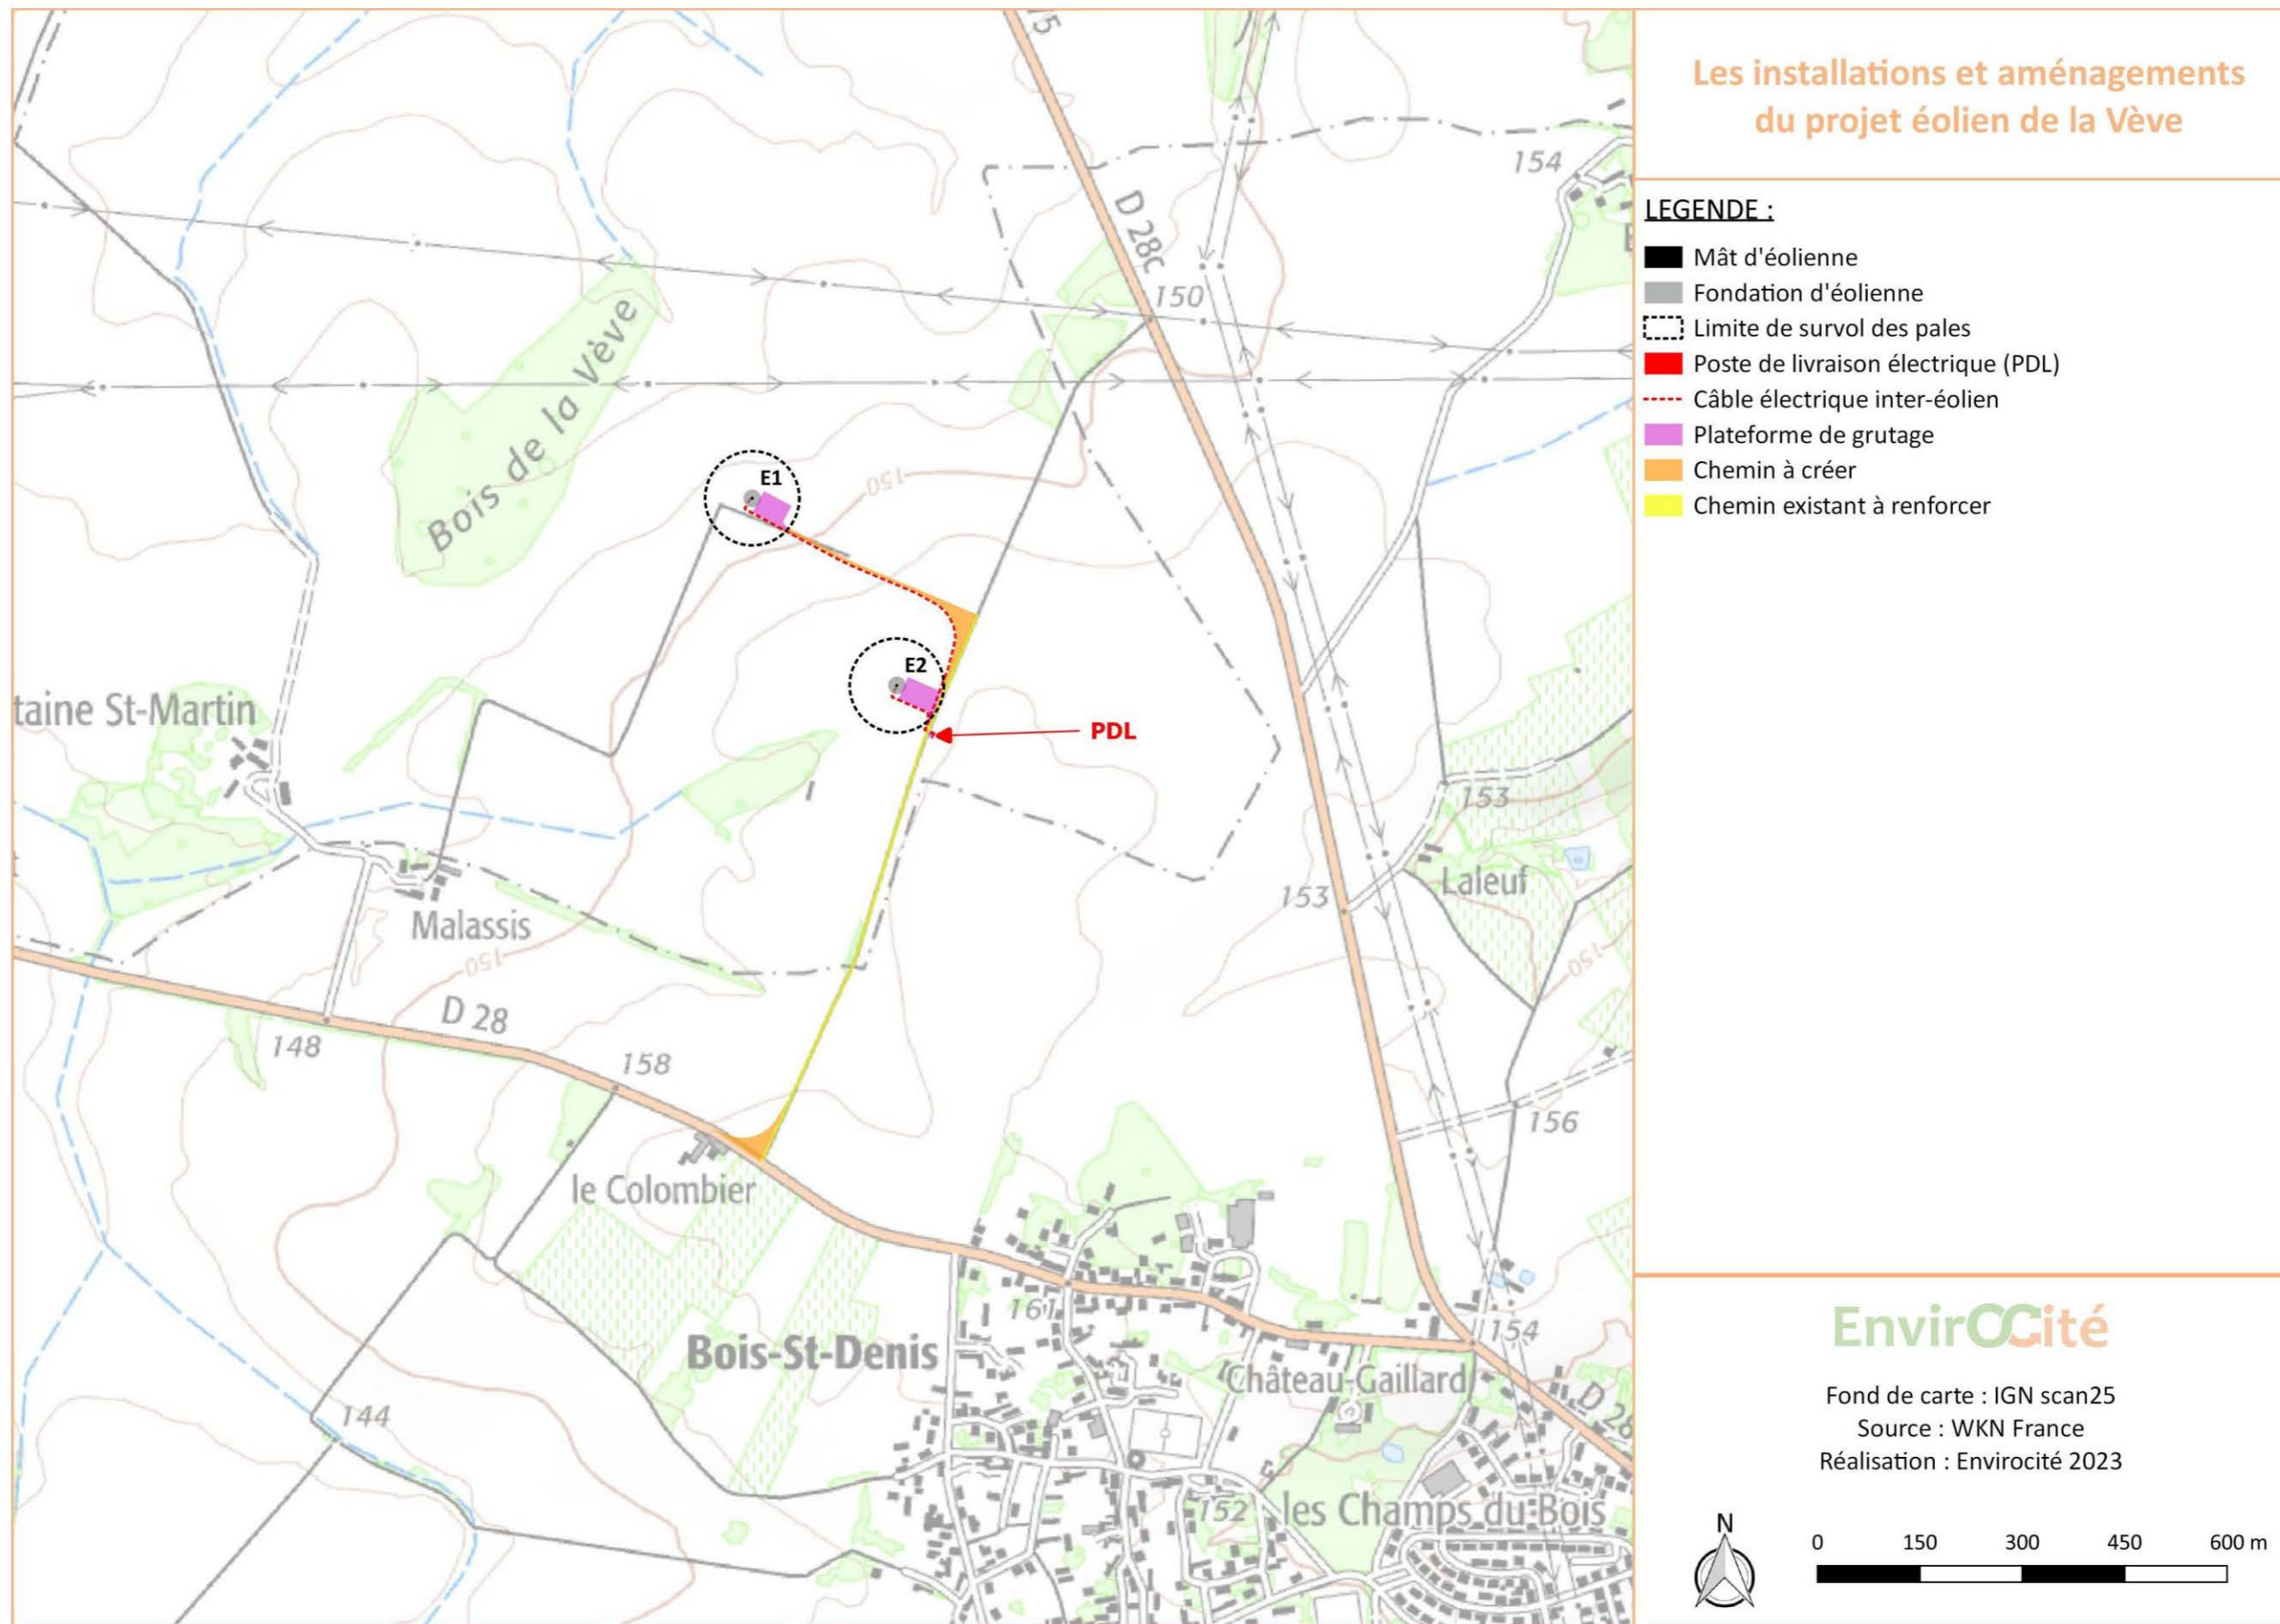 Les installations et aménagements
du projet éolien de la Vève
LEGENDE :
Mât d'éolienne
Fondation d'éolienne
Limite de survol des pales
Poste de livraison électrique (PDL)
Câble électrique inter-éolien
Plateforme de grutage
Chemin à créer
Chemin existant à renforcer
154
D 28c
150
Bois de la vève
E1
150
E2
taine St-Martin
PDL
153
Laleuf
153
Malassis
150
150
D 28
148
158
156
le Colombier
161
154
Bois-St-Denis
Château-Gaillard
D 28
144
152
les Champs du Bois
EnvirOCité
Fond de carte : IGN scan25
Source : WKN France
Réalisation : Envirocité 2023
N
0 150 300 450 600 m